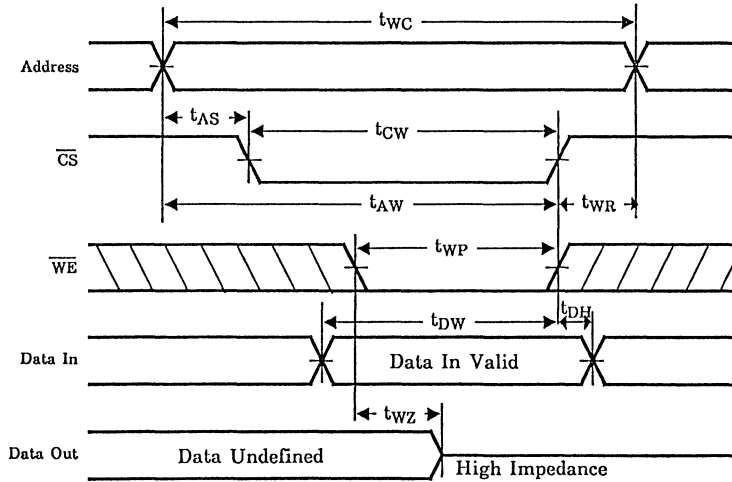 tWC
Address
tAS
tCW
CS
tAW
tWR
WE
tWP
tDW
tDH
Data In
Data In Valid
tWZ
Data Out
Data Undefined
High Impedance